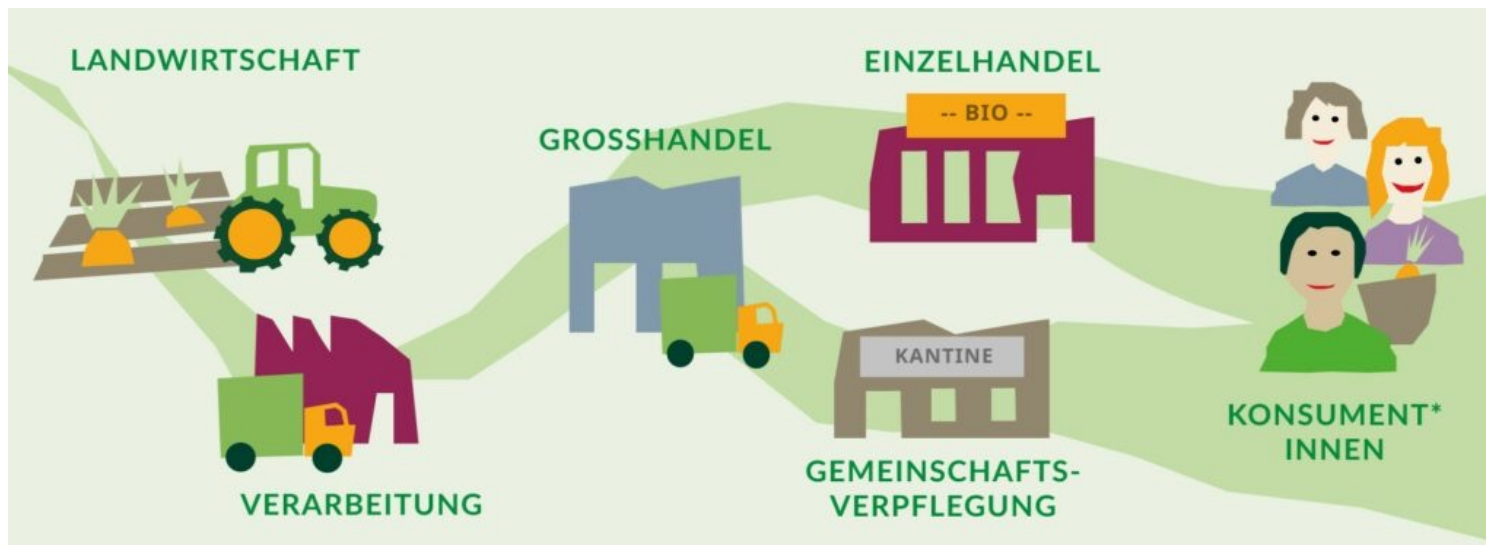 LANDWIRTSCHAFT
VERARBEITUNG
GROSSHANDEL
EINZELHANDEL
-- BIO --
KANTINE
GEMEINSCHAFTS-
VERPFLEGUNG
KONSUMENT*
INNEN